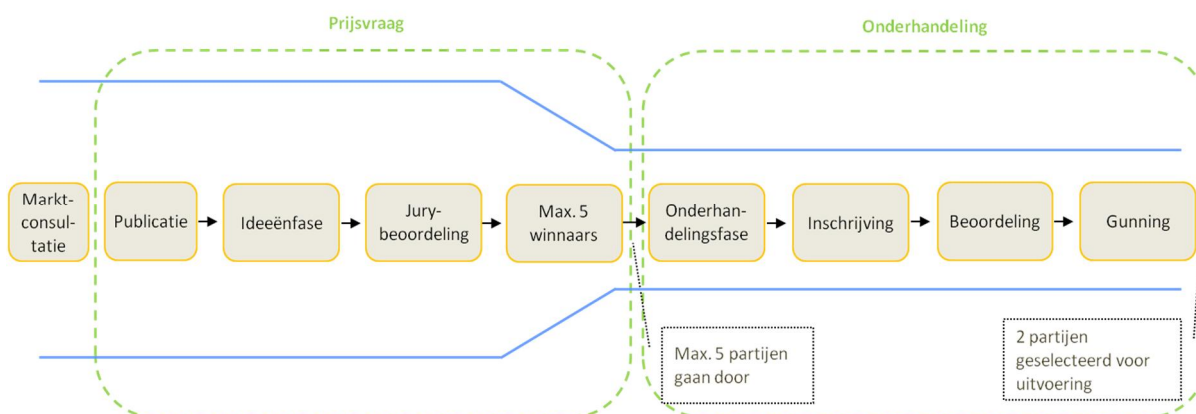 Prijsvraag
Onderhandeling
Markt-
consul-
tatie
Publicatie
Ideeënfase
Jury-
beoordeling
Max. 5
winnaars
Onderhan-
delingsfase
Inschrijving
Beoordeling
Gunning
Max. 5 partijen
gaan door
2 partijen
geselecteerd voor
uitvoering